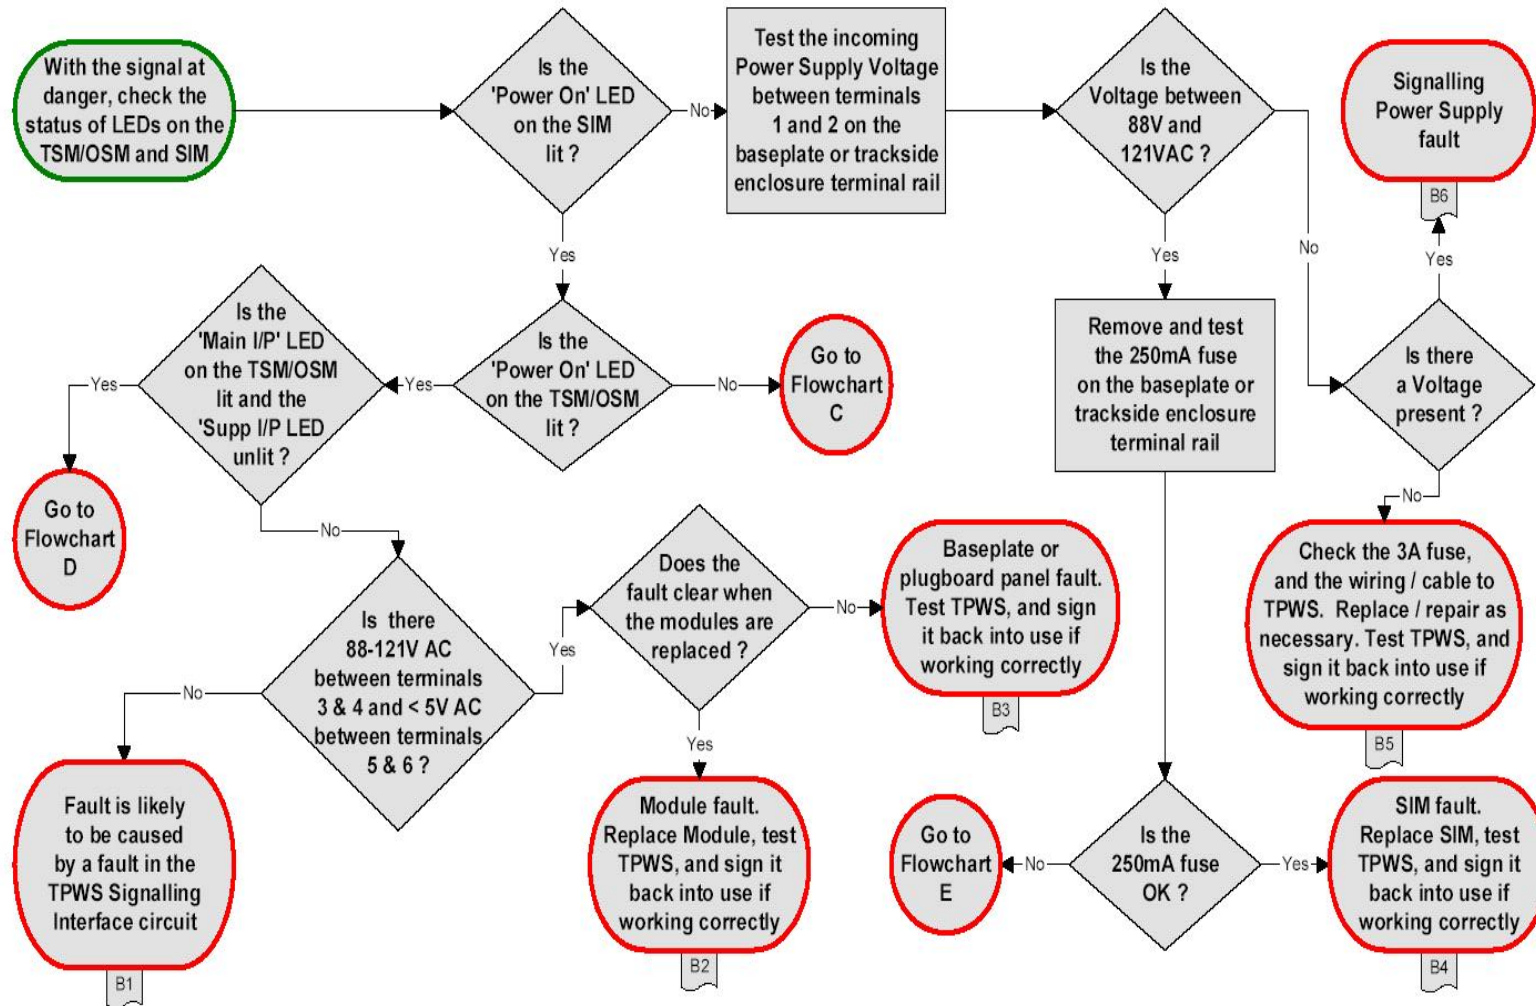 With the signal at
danger, check the
status of LEDs on the
TSM/OSM and SIM
Is the
'Power On' LED
on the SIM
lit ?
No
Test the incoming
Power Supply Voltage
between terminals
1 and 2 on the
baseplate or trackside
enclosure terminal rail
Is the
Voltage between
88V and
121VAC ?
Signalling
Power Supply
fault
B6
Yes
Yes
No
Yes
Is the
'Main I/P' LED
on the TSM/OSM
lit and the
'Supp I/P LED
unlit ?
Yes
Yes
Is the
'Power On' LED
on the TSM/OSM
lit ?
No
Go to
Flowchart
C
Remove and test
the 250mA fuse
on the baseplate or
trackside enclosure
terminal rail
Is there
a Voltage
present ?
No
Go to
Flowchart
D
No
Is there
88-121V AC
between terminals
3 & 4 and < 5V AC
between terminals
5 & 6 ?
Yes
Does the
fault clear when
the modules are
replaced ?
No
Baseplate or
plugboard panel fault.
Test TPWS, and sign
it back into use if
working correctly
B3
Check the 3A fuse,
and the wiring / cable to
TPWS. Replace / repair as
necessary. Test TPWS, and
sign it back into use if
working correctly
B5
No
Yes
Fault is likely
to be caused
by a fault in the
TPWS Signalling
Interface circuit
B1
Module fault.
Replace Module, test
TPWS, and sign it
back into use if
working correctly
B2
Go to
Flowchart
E
No
Is the
250mA fuse
OK ?
Yes
SIM fault.
Replace SIM, test
TPWS, and sign it
back into use if
working correctly
B4